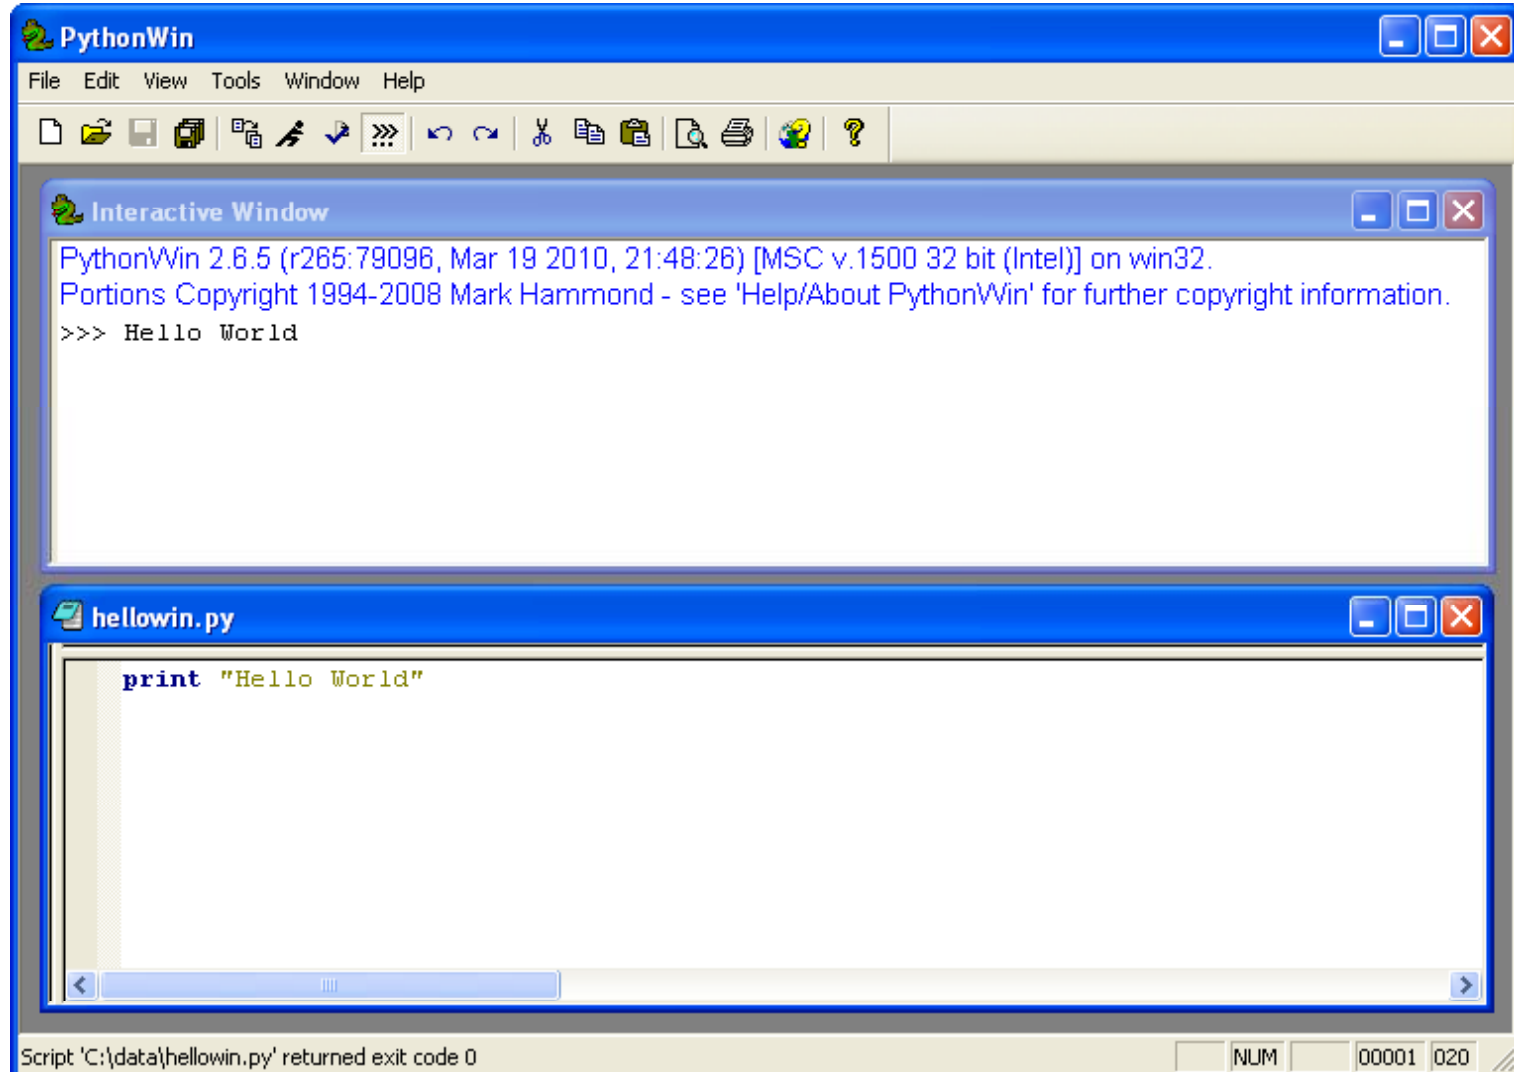 PythonWin
File Edit View Tools Window Help
Interactive Window
PythonWin 2.6.5 (r265:79096, Mar 19 2010, 21:48:26) [MSC v.1500 32 bit (Intel)] on win32.
Portions Copyright 1994-2008 Mark Hammond - see 'Help/About PythonWin' for further copyright information.
>>> Hello World
hellowin.py
print "Hello World"
Script 'C:\data\hellowin.py' returned exit code 0 NUM 00001 020